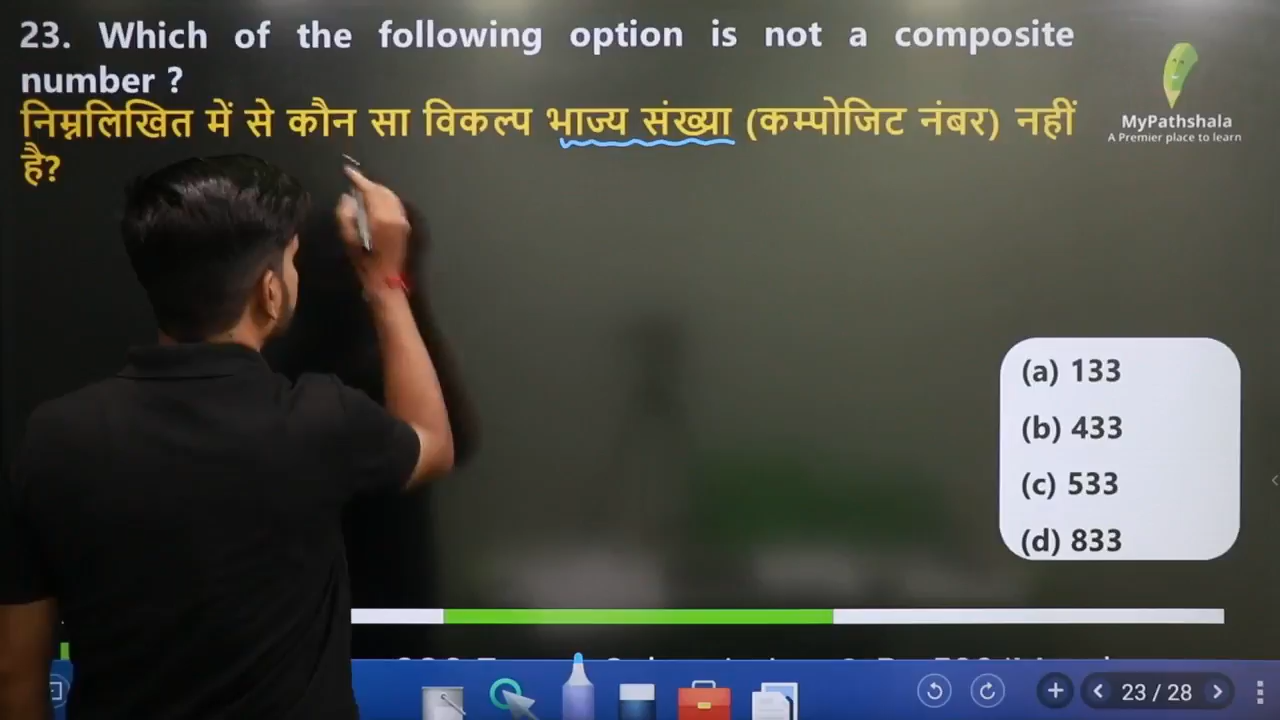 23. Which of the following option is not a composite
number ?
निम्नलिखित में से कौन सा विकल्प भाज्य संख्या (कम्पोजिट नंबर) नहीं
है?
MyPathshala
A Premier place to learn
(a) 133
(b) 433
(c) 533
(d) 833
23 / 28